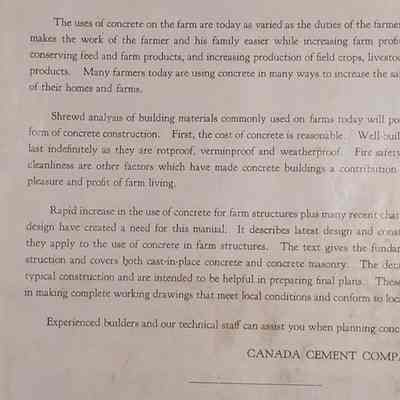 The uses of concrete on the farm are today as varied as the duties of the farmer
makes the work of the farmer and his family easier while increasing farm prof
conserving feed and farm products, and increasing production of field crops, livesto
products. Many farmers today are using concrete in many ways to increase the sa
of their homes and farms.
Shrewd analysis of building materials commonly used on farms today will po
form of concrete construction. First, the cost of concrete is reasonable. Well-buil
last indefinitely as they are rotproof, verminproof and weatherproof. Fire safety
cleanliness are other factors which have made concrete buildings a contribution
pleasure and profit of farm living.
Rapid increase in the use of concrete for farm structures plus many recent chan
design have created a need for this manual. It describes latest design and const
they apply to the use of concrete in farm structures. The text gives the fundar
struction and covers both cast-in-place concrete and concrete masonry. The deta
typical construction and are intended to be helpful in preparing final plans. These
in making complete working drawings that meet local conditions and conform to loc
Experienced builders and our technical staff can assist you when planning conc
CANADA CEMENT COMPA